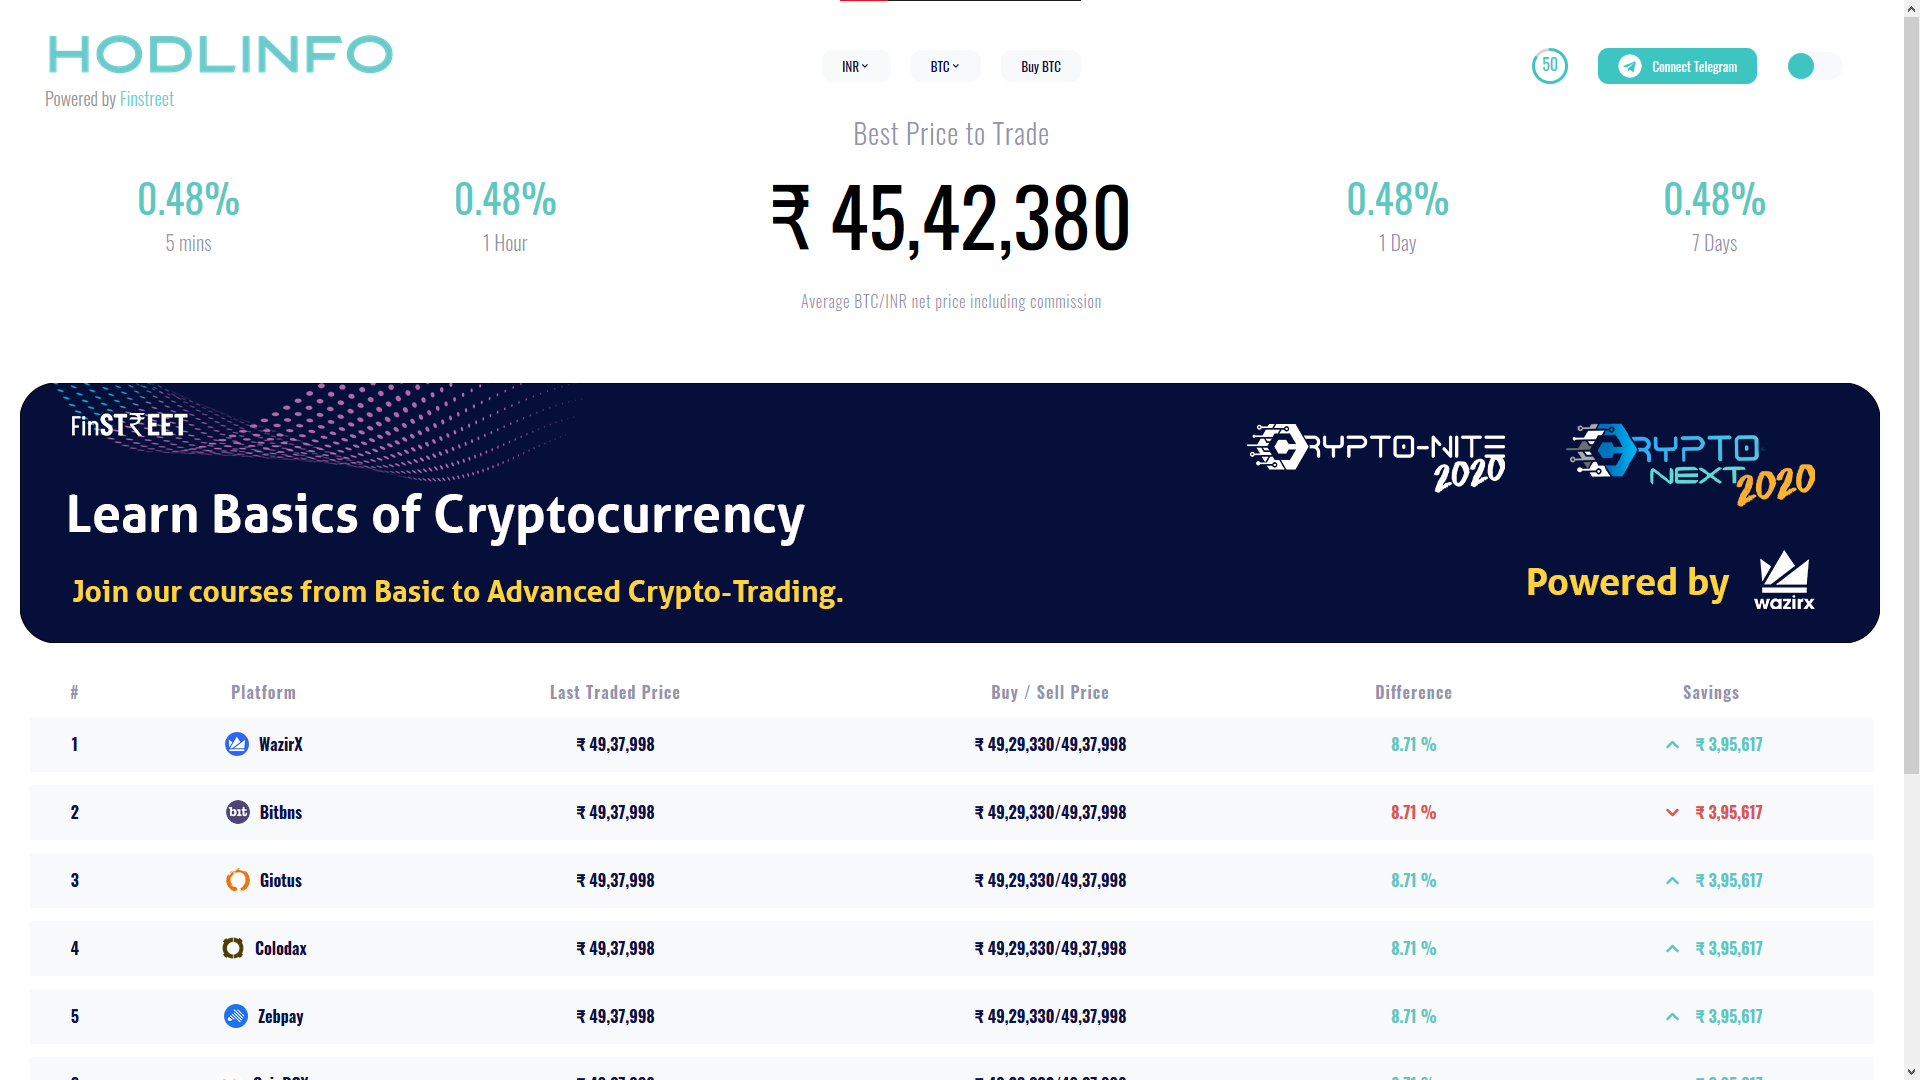 HODLINFO
Powered by Finstreet
INR
BTC
Buy BTC
50
Connect Telegram
Best Price to Trade
0.48%
5 mins
0.48%
1 Hour
₹ 45,42,380
0.48%
1 Day
0.48%
7 Days
Average BTC/INR net price including commission
FinST₹EET
CRYPTO-NITE
2020
CRYPTO
NEXT
2020
Learn Basics of Cryptocurrency
Join our courses from Basic to Advanced Crypto-Trading.
Powered by
wazirx
# Platform Last Traded Price Buy / Sell Price Difference Savings
1 WazirX ₹ 49,37,998 ₹ 49,29,330/49,37,998 8.71 % ₹ 3,95,617
2 bit Bitbns ₹ 49,37,998 ₹ 49,29,330/49,37,998 8.71 % ₹ 3,95,617
3 Giotus ₹ 49,37,998 ₹ 49,29,330/49,37,998 8.71 % ₹ 3,95,617
4 Colodax ₹ 49,37,998 ₹ 49,29,330/49,37,998 8.71 % ₹ 3,95,617
5 Zebpay ₹ 49,37,998 ₹ 49,29,330/49,37,998 8.71 % ₹ 3,95,617